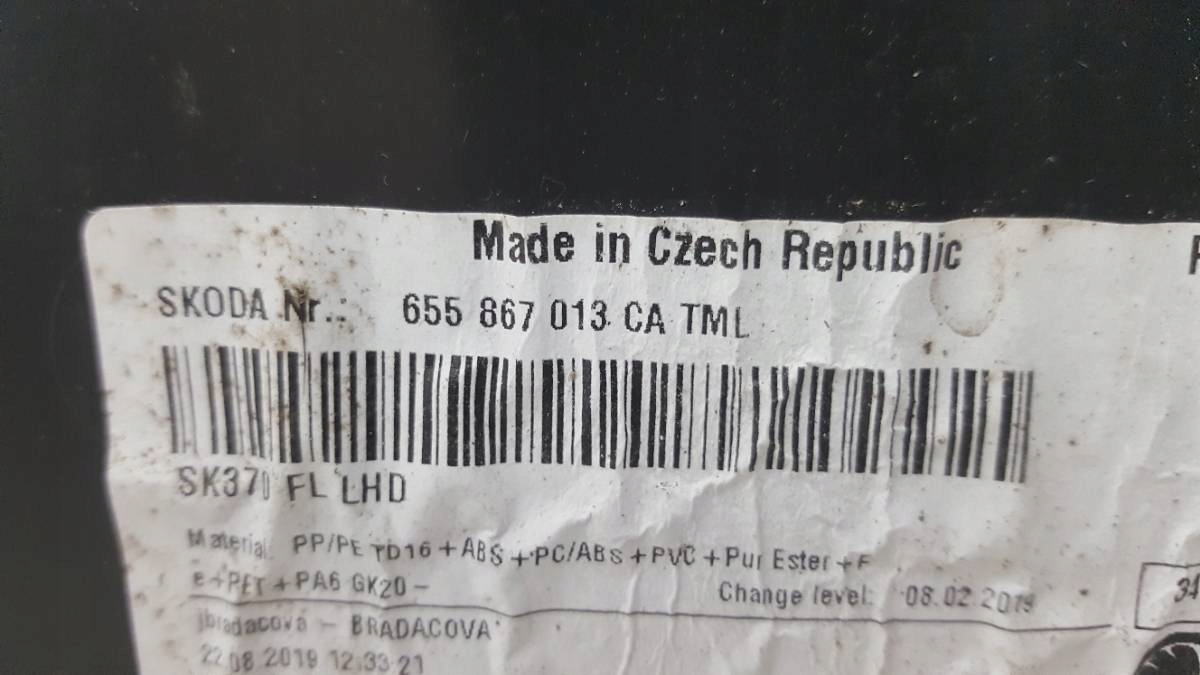 Made in Czech Republic
SKODA Nr.: 655 867 013 CA TML
SK370 FL LHD
Material: PP/PE TD16+ABS+PC/ABS+PVC+Pur Ester+F
e+PET+PA6 GK20-
Change level: 08.02.2019
jbradacova - BRADACOVA
22.08.2019 12:33:21
34